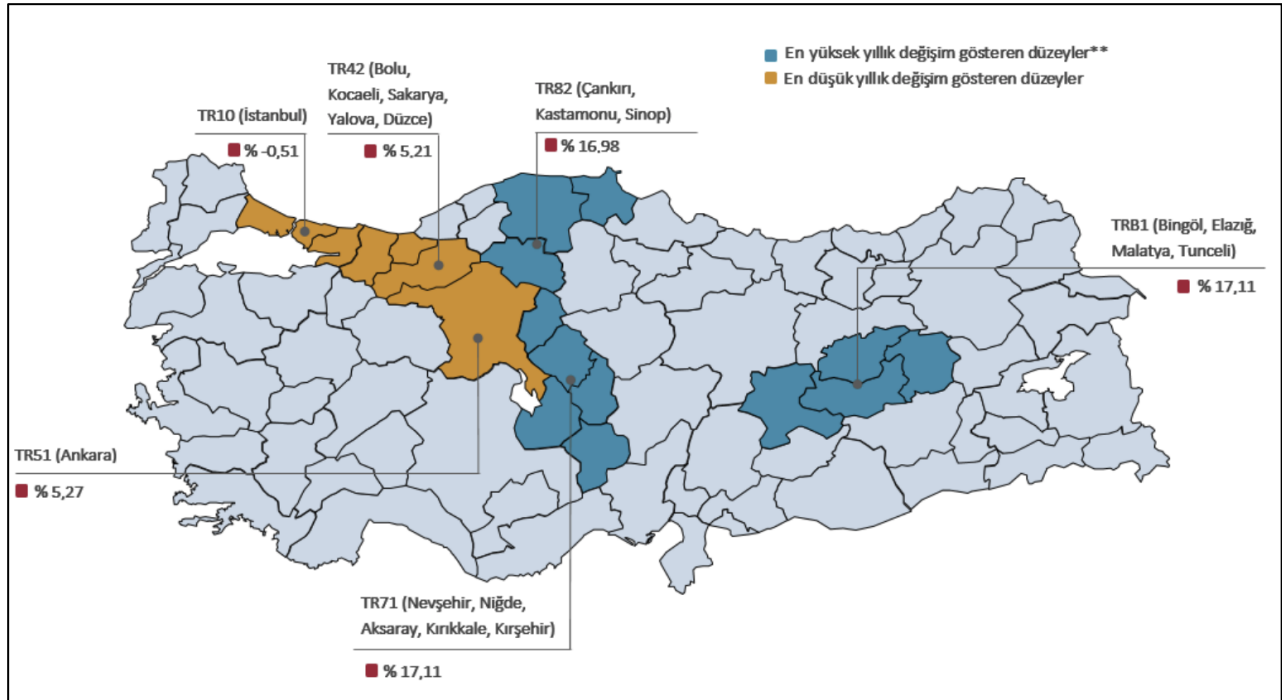 En yüksek yıllık değişim gösteren düzeyler**
En düşük yıllık değişim gösteren düzeyler
TR42 (Bolu,
Kocaeli, Sakarya,
Yalova, Düzce)
% 5,21
TR82 (Çankırı,
Kastamonu, Sinop)
% 16,98
TR10 (İstanbul)
% -0,51
TRB1 (Bingöl, Elazığ,
Malatya, Tunceli)
% 17,11
TR51 (Ankara)
% 5,27
TR71 (Nevşehir, Niğde,
Aksaray, Kırıkkale, Kırşehir)
% 17,11